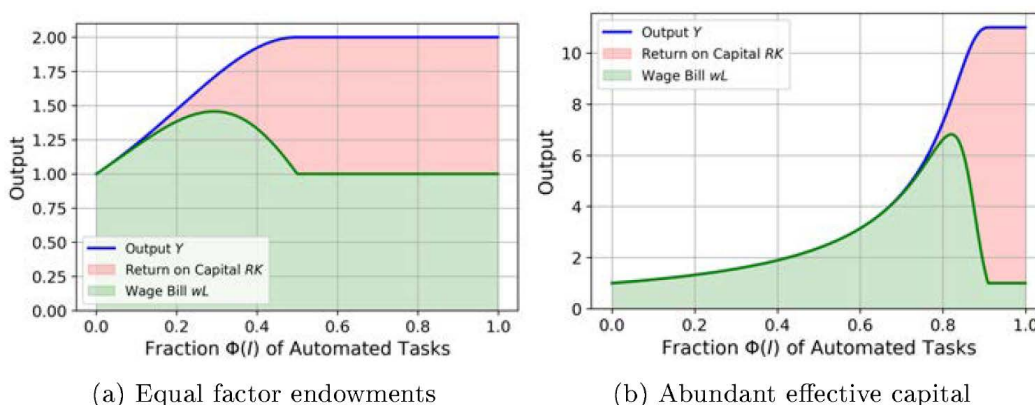 2.00
1.75
1.50
1.25
1.00
0.75
0.50
0.25
0.00
Output
Output Y
Return on Capital RK
Wage Bill wL
0.0 0.2 0.4 0.6 0.8 1.0
Fraction Φ(I) of Automated Tasks
(a) Equal factor endowments
10
8
6
4
2
0
Output
Output Y
Return on Capital RK
Wage Bill wL
0.0 0.2 0.4 0.6 0.8 1.0
Fraction Φ(I) of Automated Tasks
(b) Abundant effective capital